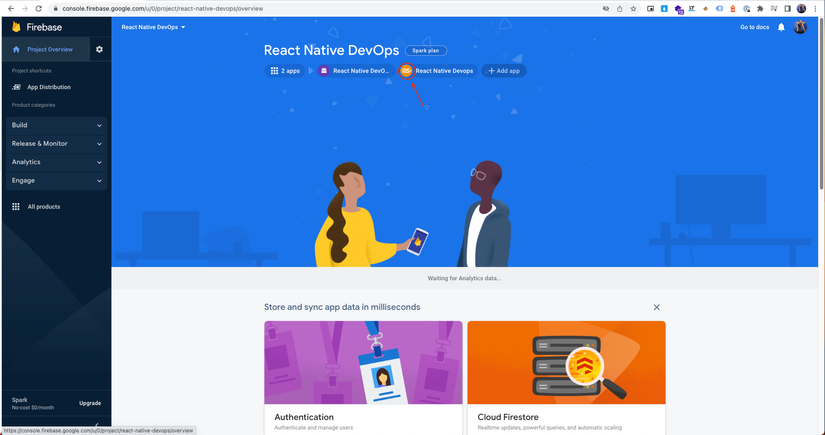 console.firebase.google.com/u/0/project/react-native-devops/overview
Firebase
React Native DevOps
Go to docs
Project Overview
Project shortcuts
App Distribution
Product categories
Build
Release & Monitor
Analytics
Engage
All products
Spark
No-cost $0/month
Upgrade
React Native DevOps
Spark plan
2 apps
React Native DevO...
iOS+
React Native Devops
+ Add app
Waiting for Analytics data...
Store and sync app data in milliseconds
Authentication
Authenticate and manage users
Cloud Firestore
Realtime updates, powerful queries, and automatic scaling
https://console.firebase.google.com/u/0/project/react-native-devops/overview